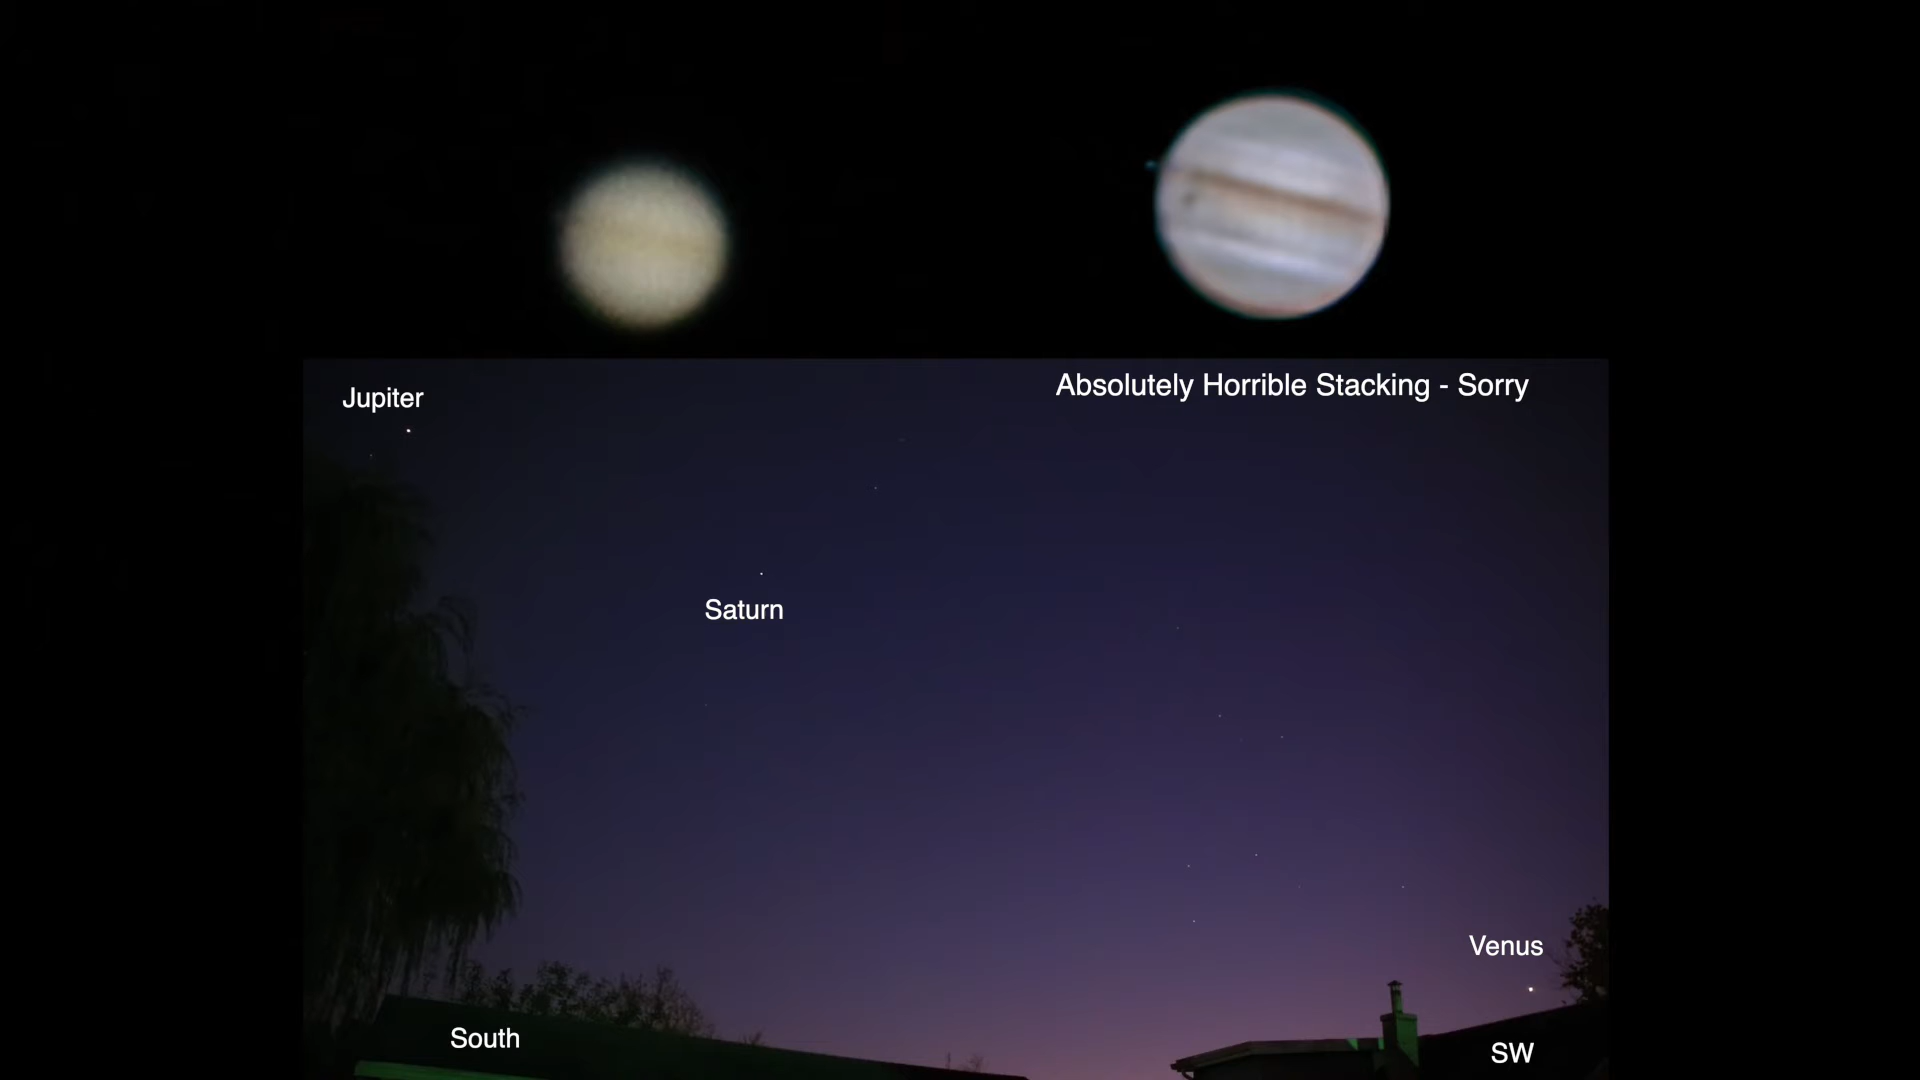 Jupiter
Absolutely Horrible Stacking - Sorry
Saturn
Venus
South
SW